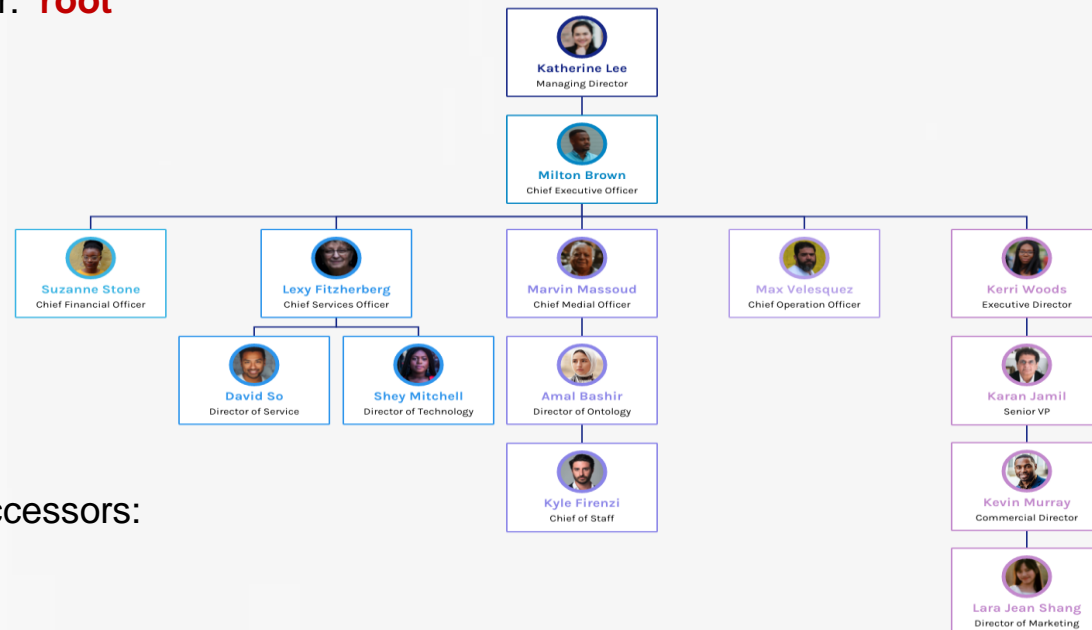 r: root
Katherine Lee
Managing Director
Milton Brown
Chief Executive Officer
Suzanne Stone
Chief Financial Officer
Lexy Fitzherberg
Chief Services Officer
Marvin Massoud
Chief Medial Officer
Max Velesquez
Chief Operation Officer
Kerri Woods
Executive Director
David So
Director of Service
Shey Mitchell
Director of Technology
Amal Bashir
Director of Ontology
Karan Jamil
Senior VP
Kyle Firenzi
Chief of Staff
Kevin Murray
Commercial Director
ccessors:
Lara Jean Shang
Director of Marketing